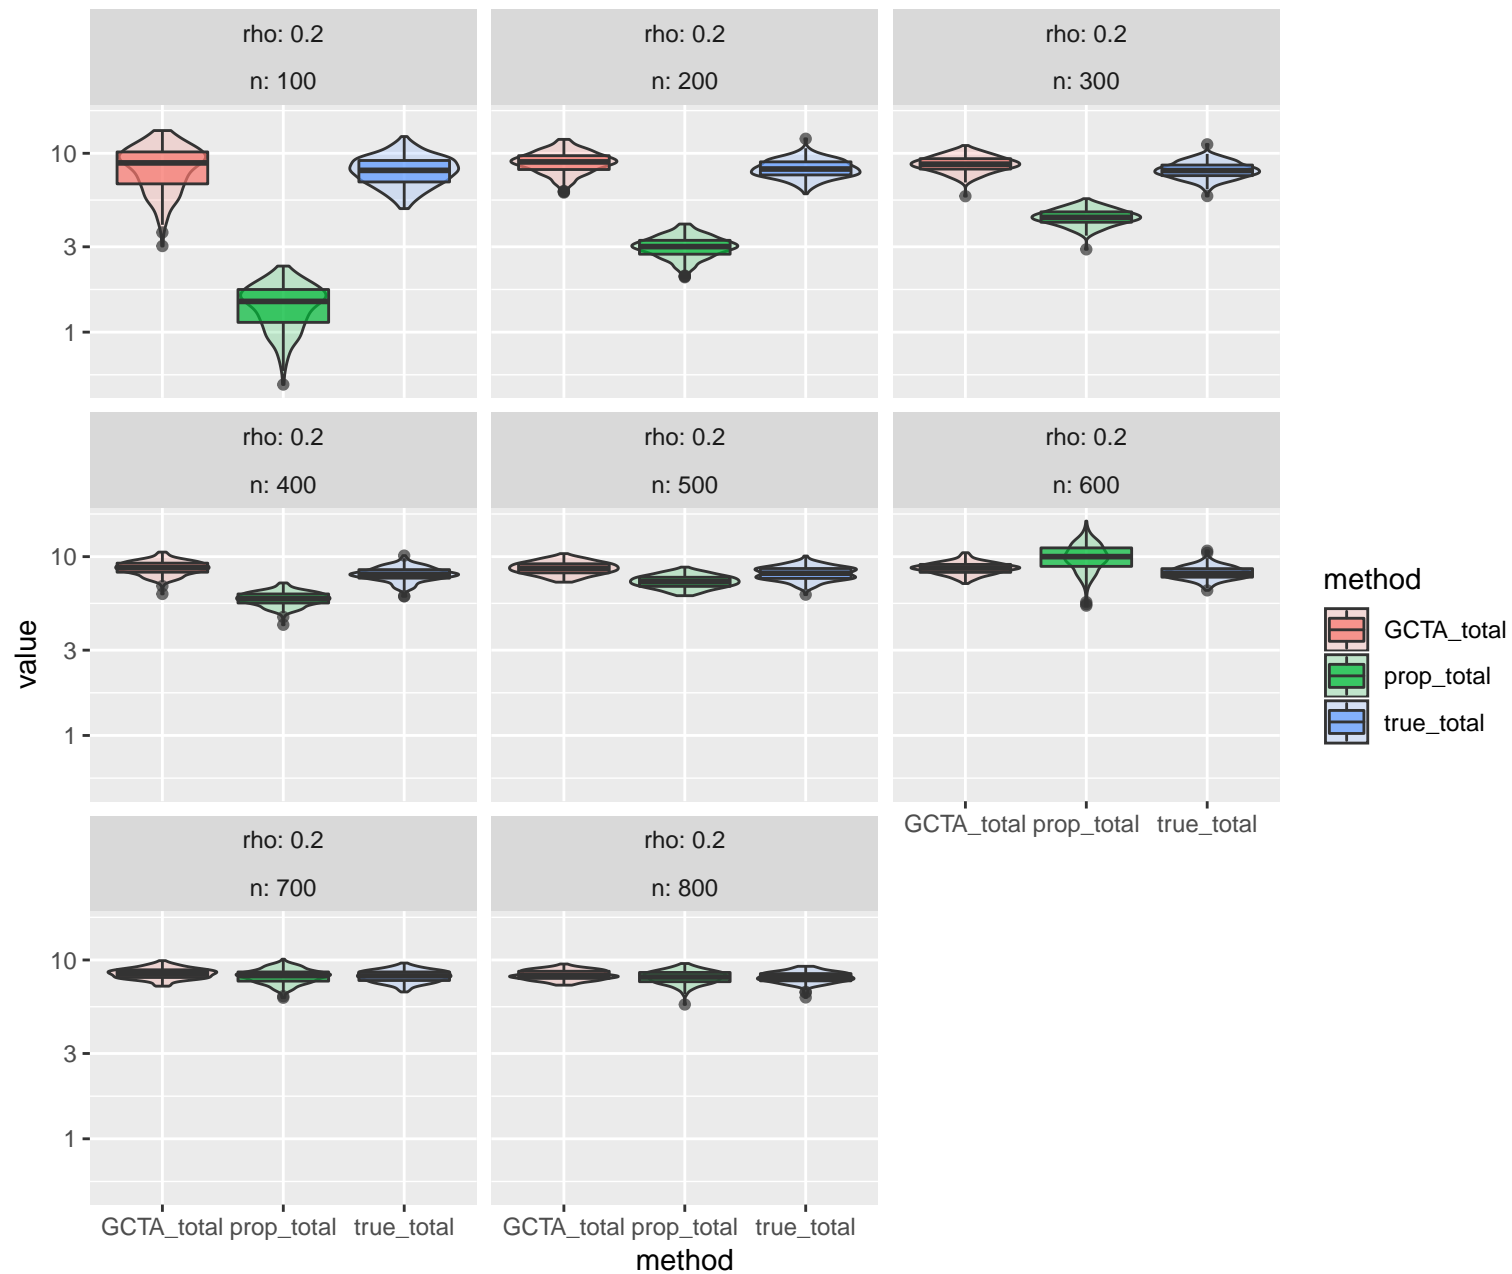 rho: 0.2
rho: 0.2
rho: 0.2
n: 100
n: 200
n: 300
10
3
1
rho: 0.2
rho: 0.2
rho: 0.2
n: 400
n: 500
n: 600
10
3
1
GCTA_total prop_total true_total
rho: 0.2
rho: 0.2
n: 700
n: 800
10
3
1
GCTA_total prop_total true_total
GCTA_total prop_total true_total
method
value
method
GCTA_total
prop_total
true_total